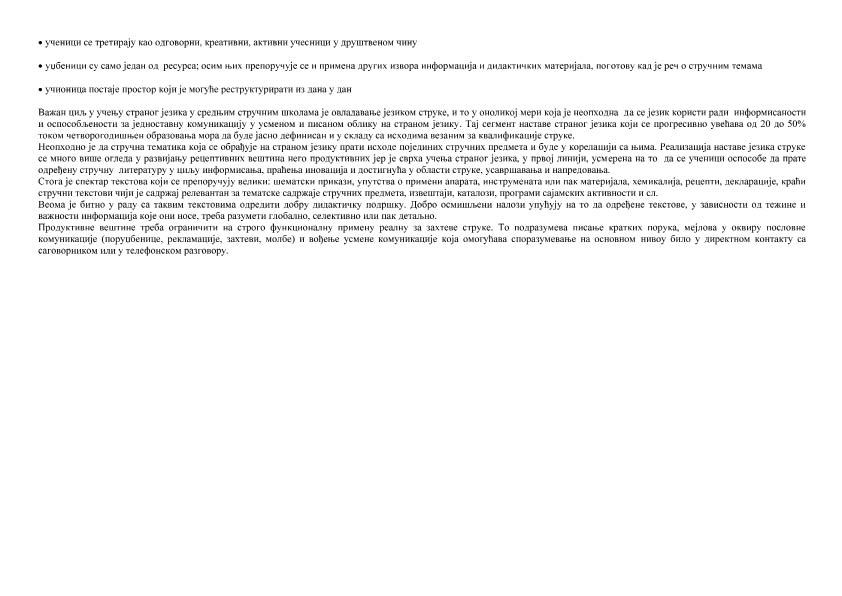 • ученици се третирају као одговорни, креативни, активни учесници у друштвеном чину
• уџбеници су само један од  ресурса; осим њих препоручује се и примена других извора информација и дидактичких материјала, поготову кад је реч о стручним темама
• учионица постаје простор који је могуће реструктурирати из дана у дан
Важан циљ у учењу страног језика у средњим стручним школама је овладавање језиком струке, и то у оноликој мери која је неопходна  да се језик користи ради  информисаности
и оспособљености за једноставну комуникацију у усменом и писаном облику на страном језику. Тај сегмент наставе страног језика који се прогресивно увећава од 20 до 50%
током четворогодишњег образовања мора да буде јасно дефинисан и у складу са исходима везаним за квалификације струке.
Неопходно је да стручна тематика која се обрађује на страном језику прати исходе појединих стручних предмета и буде у корелацији са њима. Реализација наставе језика струке
се много више огледа у развијању рецептивних вештина него продуктивних јер је сврха учења страног језика, у првој линији, усмерена на то  да се ученици оспособе да прате
одређену стручну  литературу у циљу информисања, праћења иновација и достигнућа у области струке, усавршавања и напредовања.
Стога је спектар текстова који се препоручују велики: шематски прикази, упутства о примени апарата, инструмената или пак материјала, хемикалија, рецепти, декларације, краћи
стручни текстови чији је садржај релевантан за тематске садржаје стручних предмета, извештаји, каталози, програми сајамских активности и сл.
Веома је битно у раду са таквим текстовима одредити добру дидактичку подршку. Добро осмишљени налози упућују на то да одређене текстове, у зависности од тежине и
важности информација које они носе, треба разумети глобално, селективно или пак детаљно.
Продуктивне вештине треба ограничити на строго функционалну примену реалну за захтеве струке. То подразумева писање кратких порука, мејлова у оквиру пословне
комуникације (поруџбенице, рекламације, захтеви, молбе) и вођење усмене комуникације која омогућава споразумевање на основном нивоу било у директном контакту са
саговорником или у телефонском разговору.